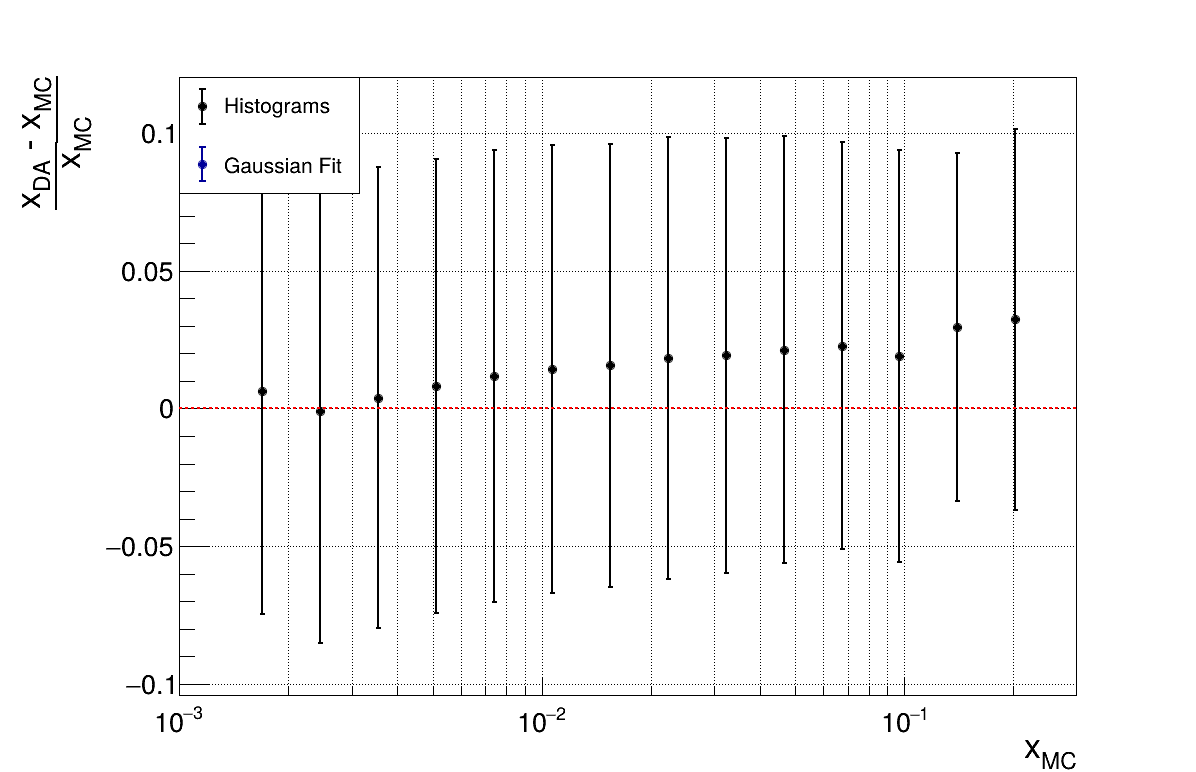 x_DA - x_MC
x_MC
Histograms
Gaussian Fit
0.1
0.05
0
−0.05
−0.1
10^−3 10^−2 10^−1
x_MC